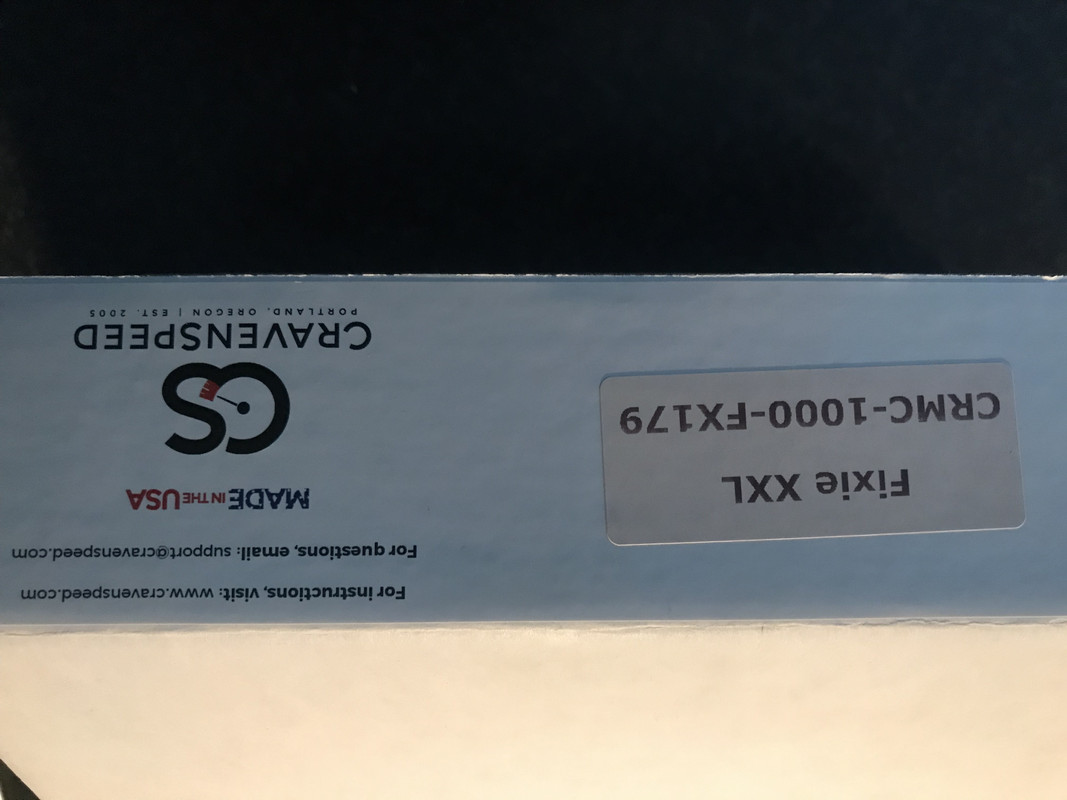 For instructions, visit: www.cravenspeed.com
For questions, email: support@cravenspeed.com
MADE IN THE USA
CS
CRAVENSPEED
PORTLAND, OREGON | EST. 2005
Fixie XXL
CRMC-1000-FX179